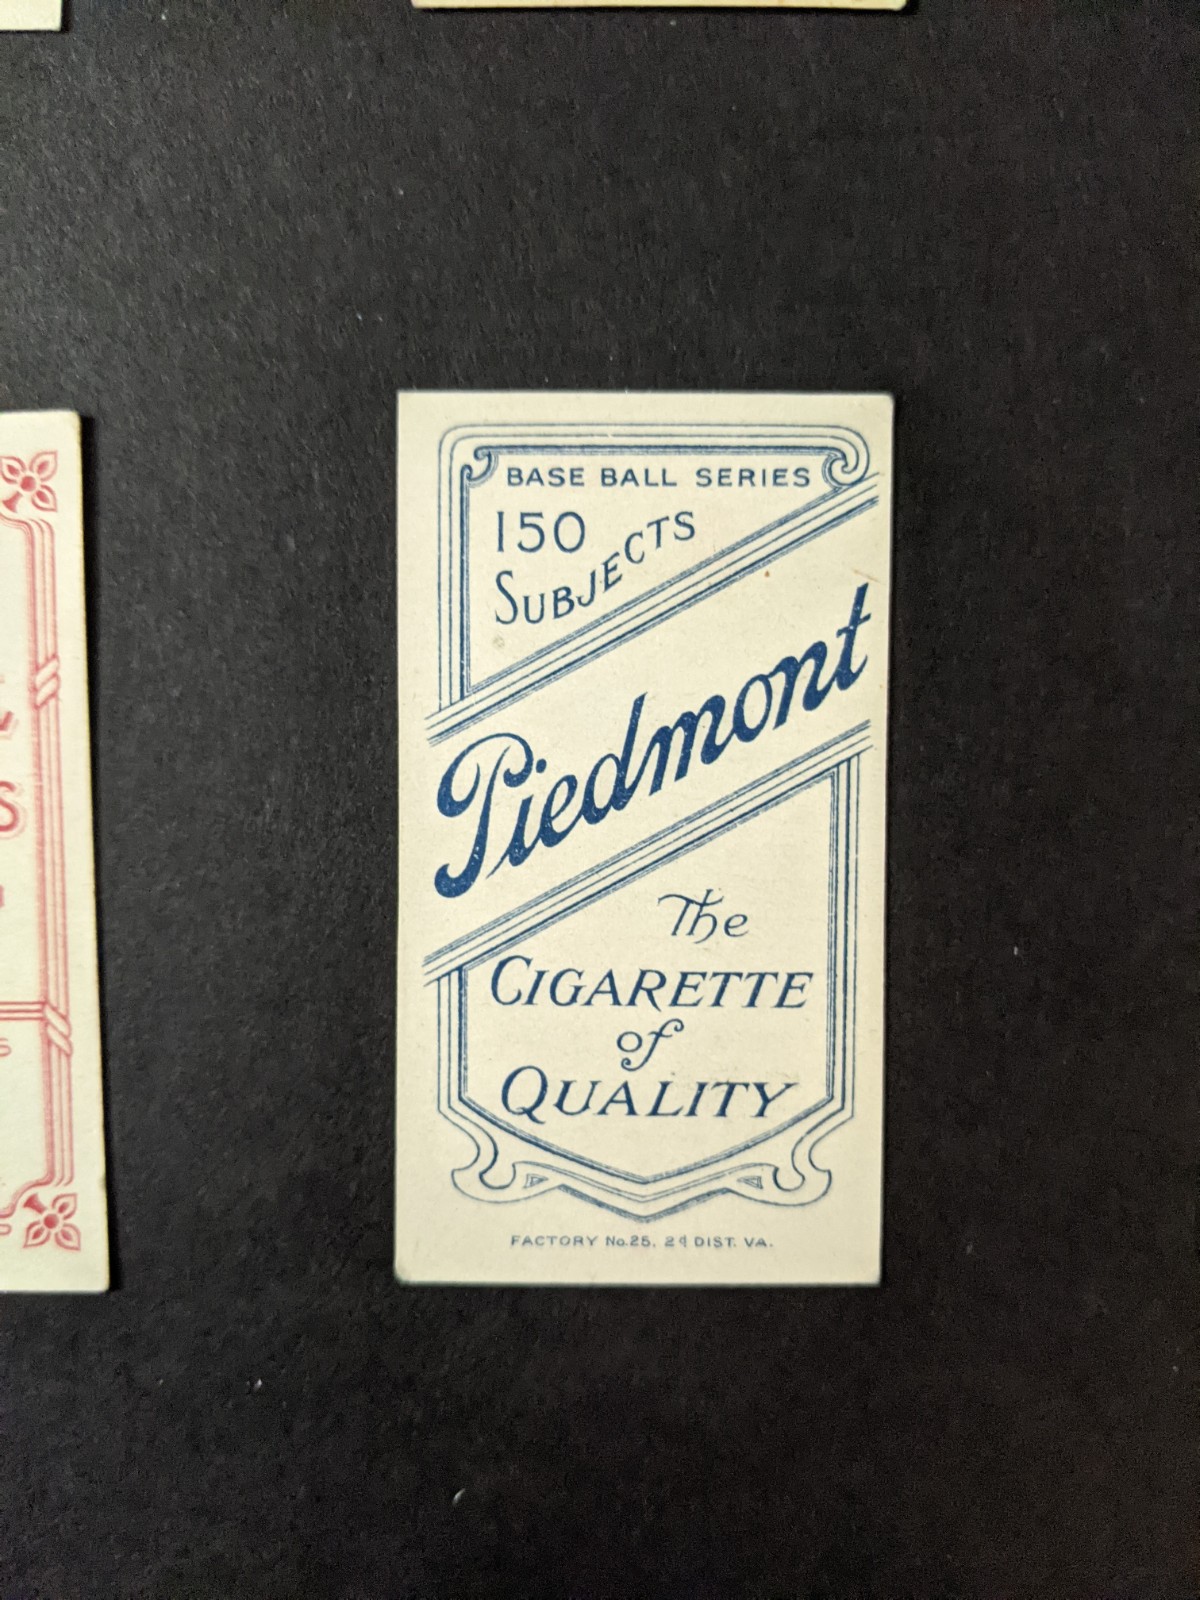 BASE BALL SERIES
150
SUBJECTS
Piedmont
The
CIGARETTE
of
QUALITY
FACTORY No.25, 2d DIST. VA.
S